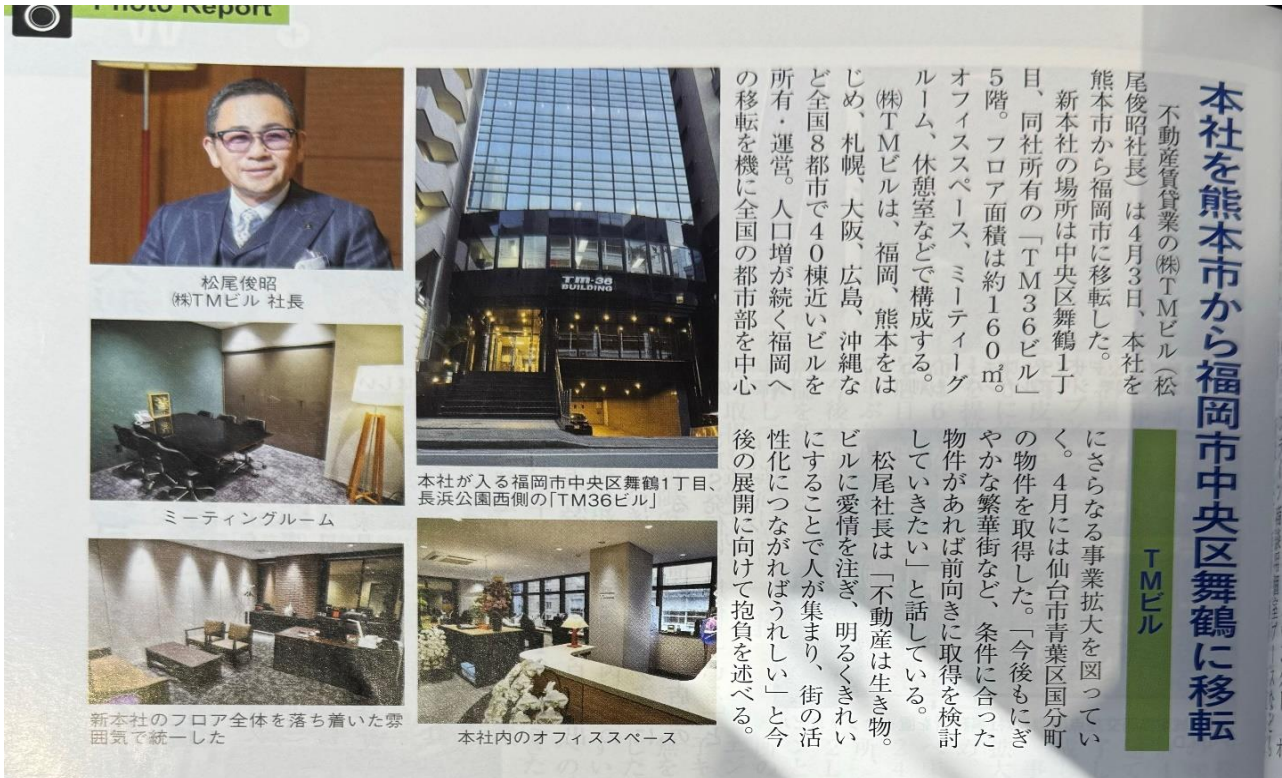 Photo Report
本社を熊本市から福岡市中央区舞鶴に移転
TMビル
不動産賃貸業の㈱TMビル（松
尾俊昭社長）は4月3日、本社を
熊本市から福岡市に移転した。
新本社の場所は中央区舞鶴1丁
目、同社所有の「TM36ビル」
5階。フロア面積は約160㎡。
オフィススペース、ミーティーグ
ルーム、休憩室などで構成する。
㈱TMビルは、福岡、熊本をは
じめ、札幌、大阪、広島、沖縄な
ど全国8都市で40棟近いビルを
所有・運営。人口増が続く福岡へ
の移転を機に全国の都市部を中心
にさらなる事業拡大を図ってい
く。4月には仙台市青葉区国分町
の物件を取得した。「今後もにぎ
やかな繁華街など、条件に合った
物件があれば前向きに取得を検討
していきたい」と話している。
松尾社長は「不動産は生き物。
ビルに愛情を注ぎ、明るくきれい
にすることで人が集まり、街の活
性化につながればうれしい」と今
後の展開に向けて抱負を述べる。
TM-36
BUILDING
本社が入る福岡市中央区舞鶴1丁目、
長浜公園西側の「TM36ビル」
松尾俊昭
㈱TMビル 社長
ミーティングルーム
新本社のフロア全体を落ち着いた雰
囲気で統一した
本社内のオフィススペース